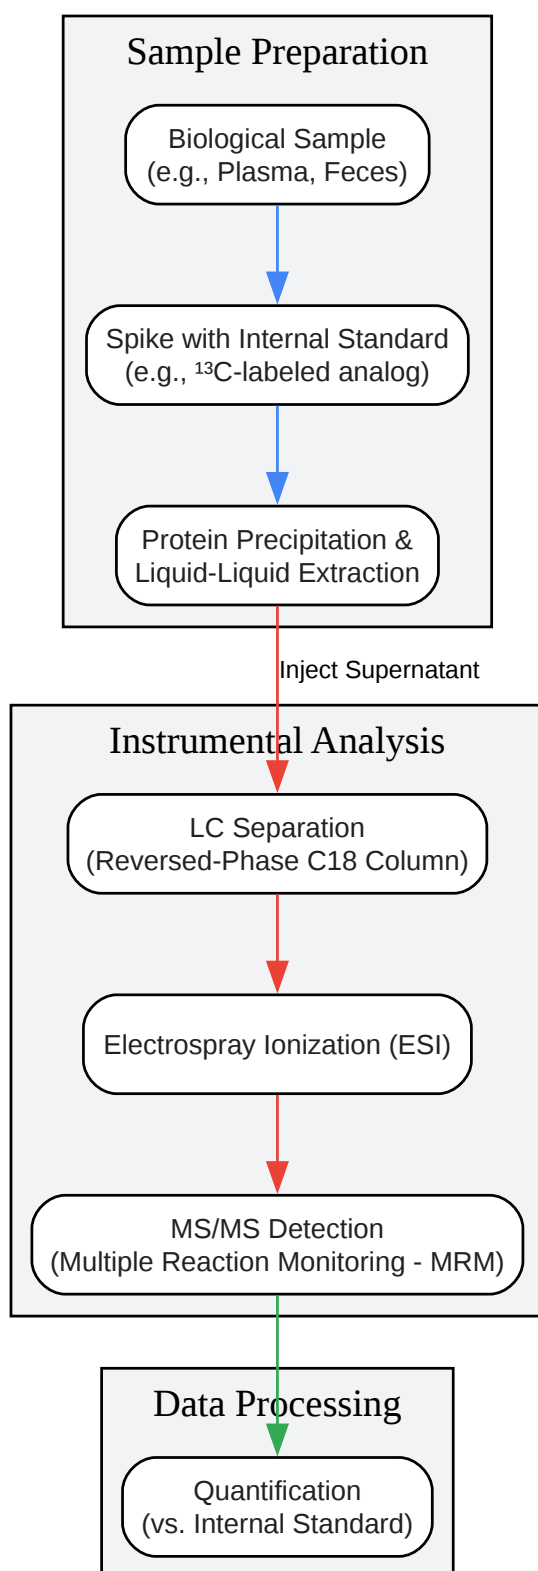 Sample Preparation
Biological Sample
(e.g., Plasma, Feces)
Spike with Internal Standard
(e.g., ¹³C-labeled analog)
Protein Precipitation &
Liquid-Liquid Extraction
Inject Supernatant
Instrumental Analysis
LC Separation
(Reversed-Phase C18 Column)
Electrospray Ionization (ESI)
MS/MS Detection
(Multiple Reaction Monitoring - MRM)
Data Processing
Quantification
(vs. Internal Standard)